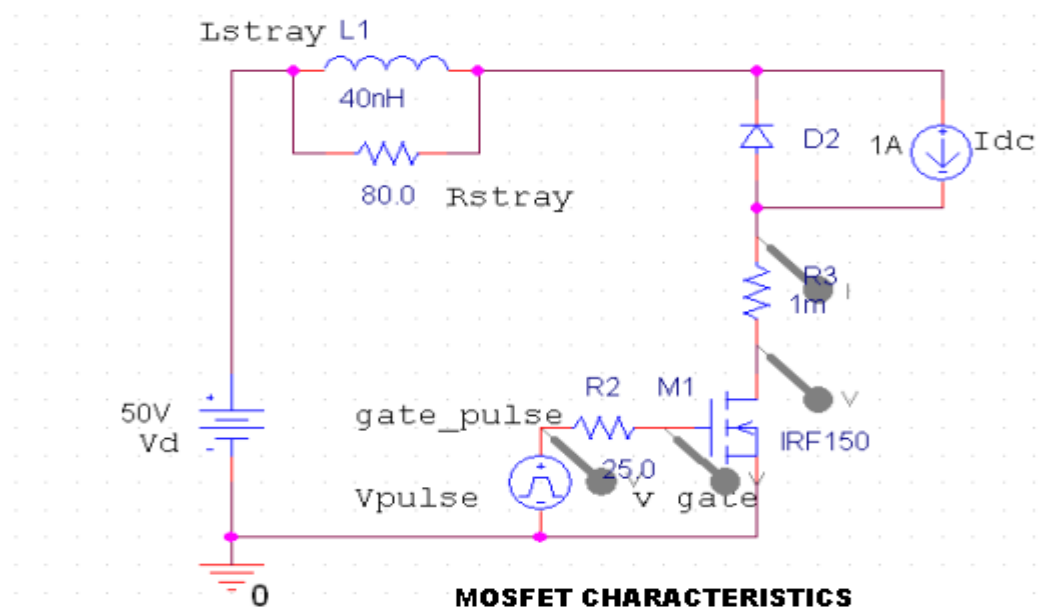 Lstray L1
40nH
80.0 Rstray
D2
1A Idc
R3
1m
I
50V
Vd
+
-
gate_pulse
R2
M1
V
IRF150
25.0
Vpulse
V
v gate
V
0
MOSFET CHARACTERISTICS